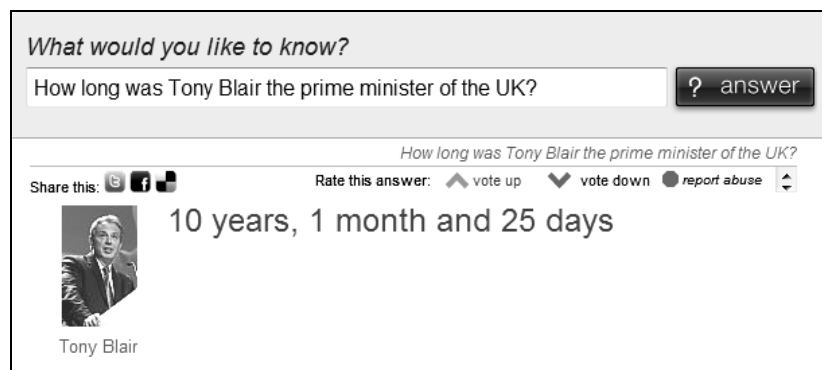 What would you like to know?
How long was Tony Blair the prime minister of the UK?
? answer
How long was Tony Blair the prime minister of the UK?
Share this: Rate this answer: vote up vote down report abuse
10 years, 1 month and 25 days
Tony Blair